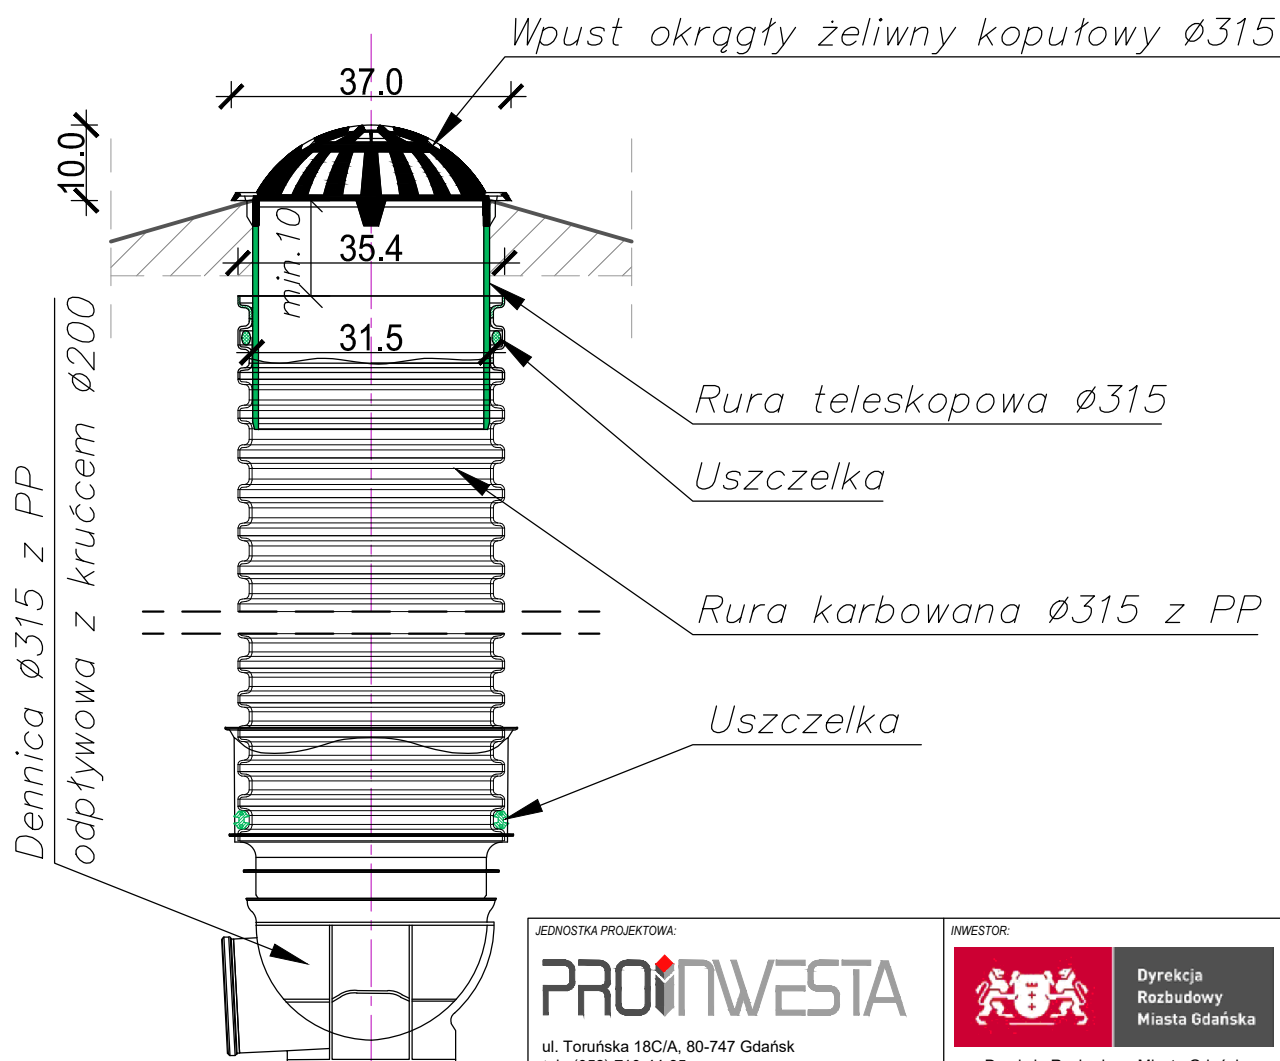 Wpust okrągły żeliwny kopułowy ø315
37.0
10.0
min.10
35.4
31.5
Rura teleskopowa ø315
Uszczelka
Rura karbowana ø315 z PP
Uszczelka
Dennica ø315 z PP
odpływowa z króćcem ø200
JEDNOSTKA PROJEKTOWA:
PROINWESTA
ul. Toruńska 18C/A, 80-747 Gdańsk
INWESTOR:
Dyrekcja
Rozbudowy
Miasta Gdańska